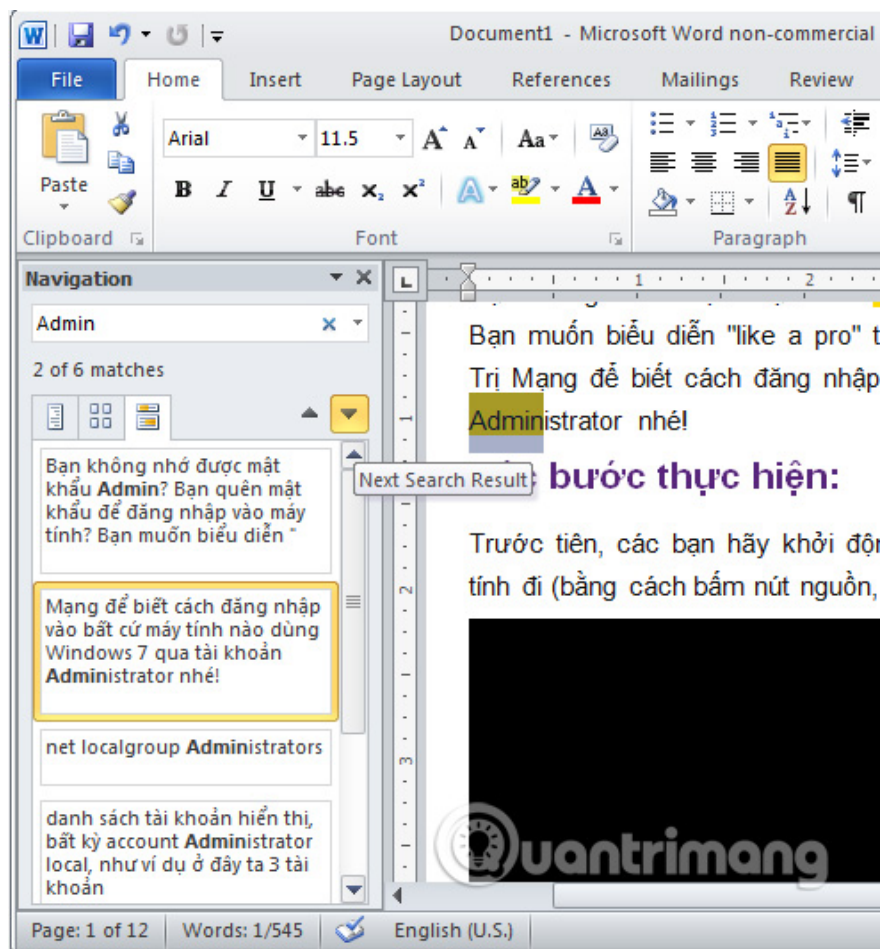 Document1 - Microsoft Word non-commercial
File Home Insert Page Layout References Mailings Review
Arial 11.5
Paste
Clipboard Font Paragraph
Navigation
Admin
2 of 6 matches
Bạn không nhớ được mật
khẩu Admin? Bạn quên mật
khẩu để đăng nhập vào máy
tính? Bạn muốn biểu diễn "
Mạng để biết cách đăng nhập
vào bất cứ máy tính nào dùng
Windows 7 qua tài khoản
Administrator nhé!
net localgroup Administrators
danh sách tài khoản hiển thị,
bất kỳ account Administrator
local, như ví dụ ở đây ta 3 tài
khoản
Next Search Result
Bạn muốn biểu diễn "like a pro" t
Trị Mạng để biết cách đăng nhập
Administrator nhé!
bước thực hiện:
Trước tiên, các bạn hãy khởi độn
tính đi (bằng cách bấm nút nguồn,
Quantrimang
Page: 1 of 12 Words: 1/545 English (U.S.)